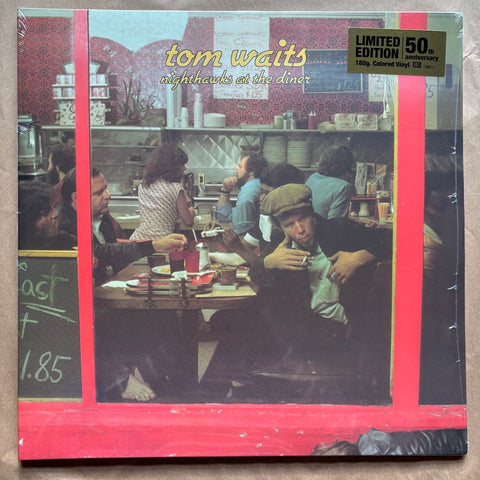 tom waits
nighthawks at the diner
LIMITED EDITION
50th anniversary
180g. Colored Vinyl
ast
1.85